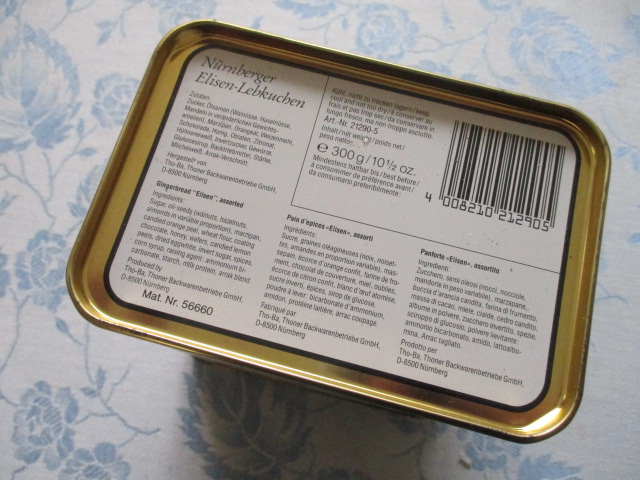 Nürnberger
Elisen-Lebkuchen
Zutaten:
Zucker, Ölsamen (Walnüsse, Haselnüsse,
Mandeln in veränderlichen Gewichts-
anteilen), Marzipan, Orangeat, Weizenmehl,
Schokolade, Honig, Oblaten, Zitronat,
Hühnereiweiß, Invertzucker, Gewürze,
Glukosesirup, Backtriebmittel, Stärke,
Milcheiweiß, Arrak-Verschnitt
Hergestellt von
Tho-Ba, Thoner Backwarenbetriebe GmbH,
D-8500 Nürnberg
Kühl, nicht zu trocken lagern/keep
cool and not too dry/à conserver au
frais et pas trop sec/da conservare in
luogo fresco, ma non troppo asciutto.
Art.-Nr. 21290-5
Inhalt/net weight/poids net/
peso netto:
e 300 g/10 1/2 oz.
Mindestens haltbar bis/best before/
à consommer de préférence avant/
da consumarsi preferibilmente:
4 008210 212905
Gingerbread "Elisen", assorted
Ingredients:
Sugar, oil-seeds (walnuts, hazelnuts,
almonds in variable proportion), marzipan,
candied orange peel, wheat flour, coating
chocolate, honey, wafers, candied lemon
peels, dried eggwhite, invert sugar, spices,
corn syrup, raising agent: ammonium bi-
carbonate, starch, milk protein, arrak blend
Produced by
Tho-Ba, Thoner Backwarenbetriebe GmbH,
D-8500 Nürnberg
Mat. Nr. 56660
Pain d'épices «Elisen», assorti
Ingrédients:
Sucre, graines oléagineuses (noix, noiset-
tes, amandes en proportion variable), mas-
sepain, écorce d'orange confit, farine de fro-
ment, chocolat de couverture, miel, oublie,
écorce de citron confit, blanc d'œuf étuvée,
sucre inverti, épices, sirop de glucose,
poudre à lever: bicarbonate d'ammonium,
amidon, protéine laitière, arrac coupage.
Fabriqué par
Tho-Ba, Thoner Backwarenbetriebe GmbH,
D-8500 Nürnberg
Panforte «Elisen», assortito
Ingredienti:
Zucchero, semi oleosi (noci, nocciole,
mandorle in peso variabile), marzapane,
buccia d'arancia candita, farina di frumento,
massa di cacao, miele, cialde, cedro candito,
albume in polvere, zucchero invertito, spezie,
sciroppo di glucosio, polvere lievitante:
ammonio bicarbonato, amido, lattoalbu-
mina, Arrac tagliato.
Prodotto per
Tho-Ba, Thoner Backwarenbetriebe GmbH,
D-8500 Nürnberg